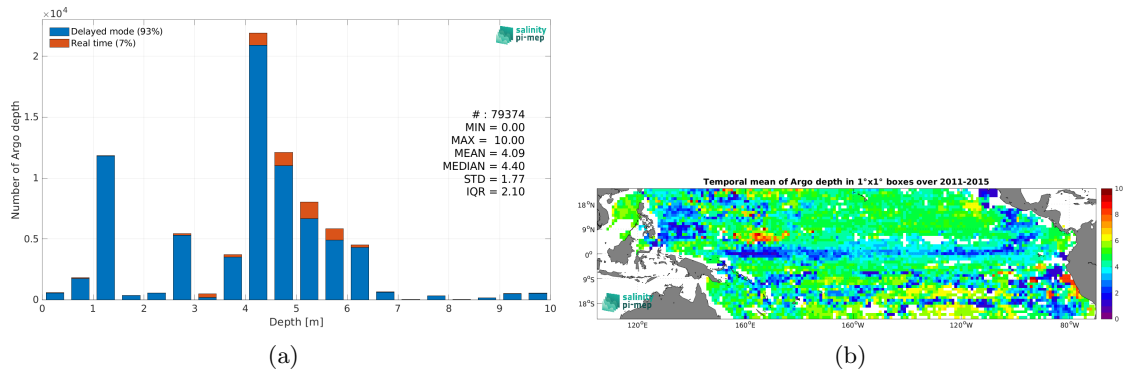 ×10⁴
Delayed mode (93%)
Real time (7%)
salinity
pi-mep
# : 79374
MIN = 0.00
MAX = 10.00
MEAN = 4.09
MEDIAN = 4.40
STD = 1.77
IQR = 2.10
Number of Argo depth
2
1.5
1
0.5
0
0 1 2 3 4 5 6 7 8 9 10
Depth [m]
(a)
Temporal mean of Argo depth in 1°x1° boxes over 2011-2015
18°N
9°N
0°
9°S
18°S
salinity
pi-mep
120°E 160°E 160°W 120°W 80°W
10
8
6
4
2
0
(b)